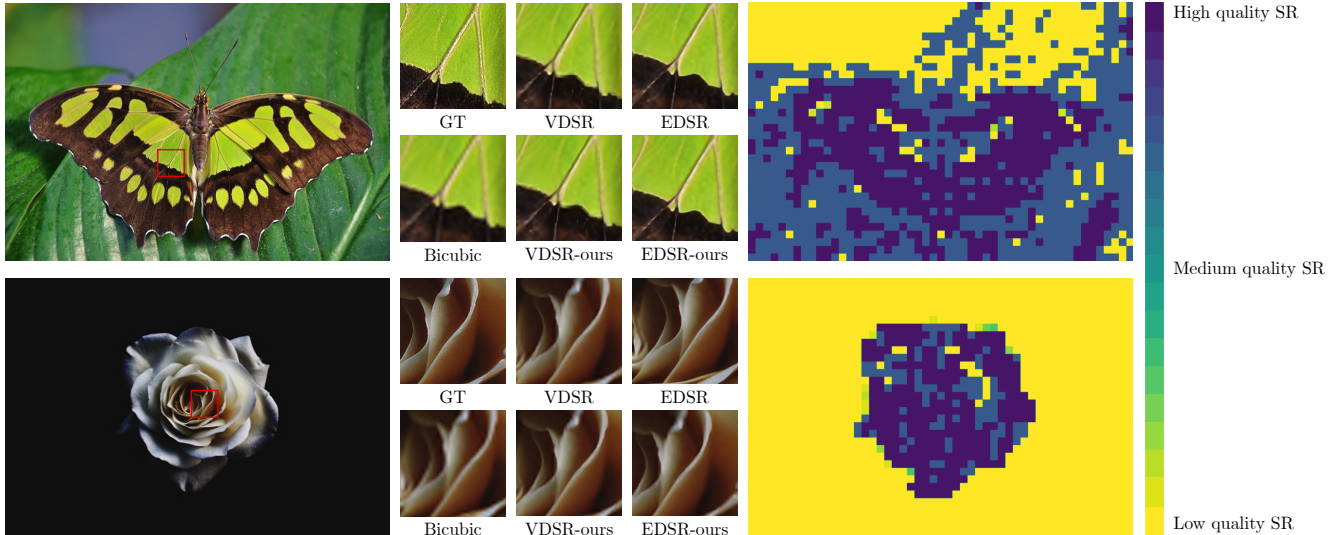 GT VDSR EDSR
Bicubic VDSR-ours EDSR-ours
GT VDSR EDSR
Bicubic VDSR-ours EDSR-ours
High quality SR
Medium quality SR
Low quality SR